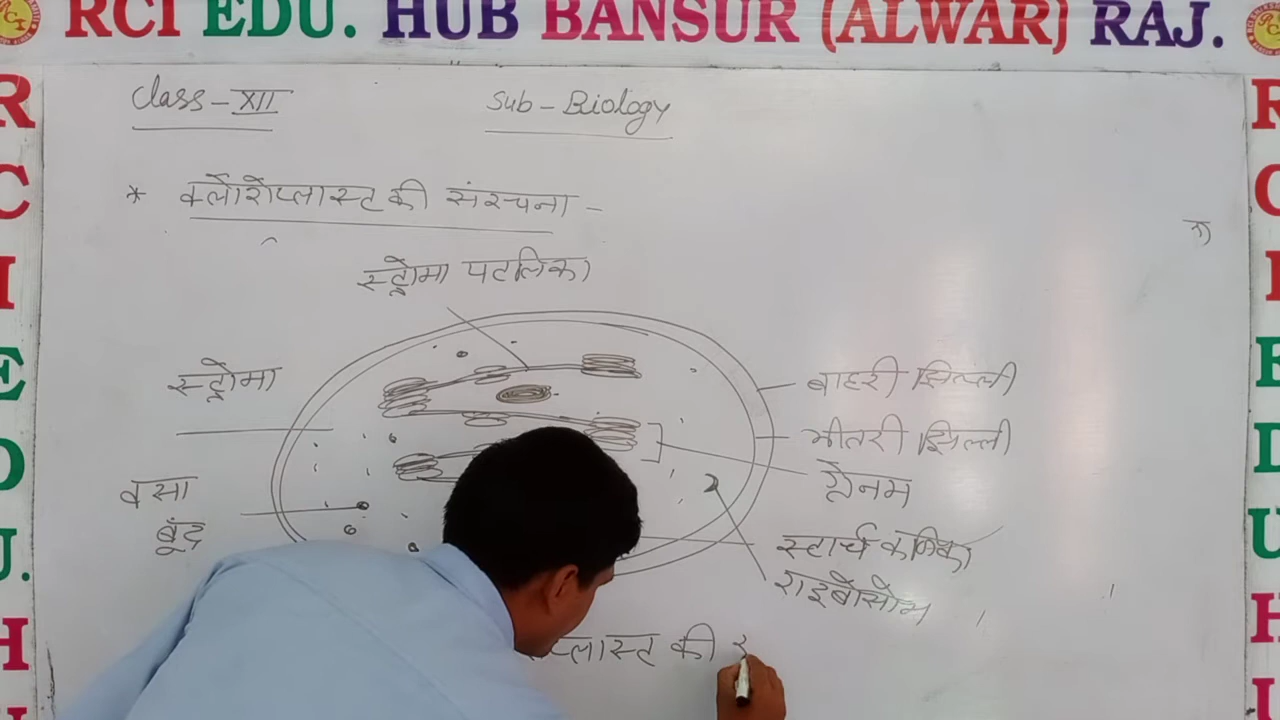 RCI EDU. HUB BANSUR (ALWAR) RAJ.
Class - XII
Sub - Biology
* क्लोरोप्लास्ट की संरचना -
स्ट्रोमा पटलिका
स्ट्रोमा
बाहरी झिल्ली
भीतरी झिल्ली
ग्रेनम
वसा
बूंद
स्टार्च कणिका
राइबोसोम
प्लास्ट की
R
C
I
E
D
U.
H
R
C
I
E
D
U.
H
U